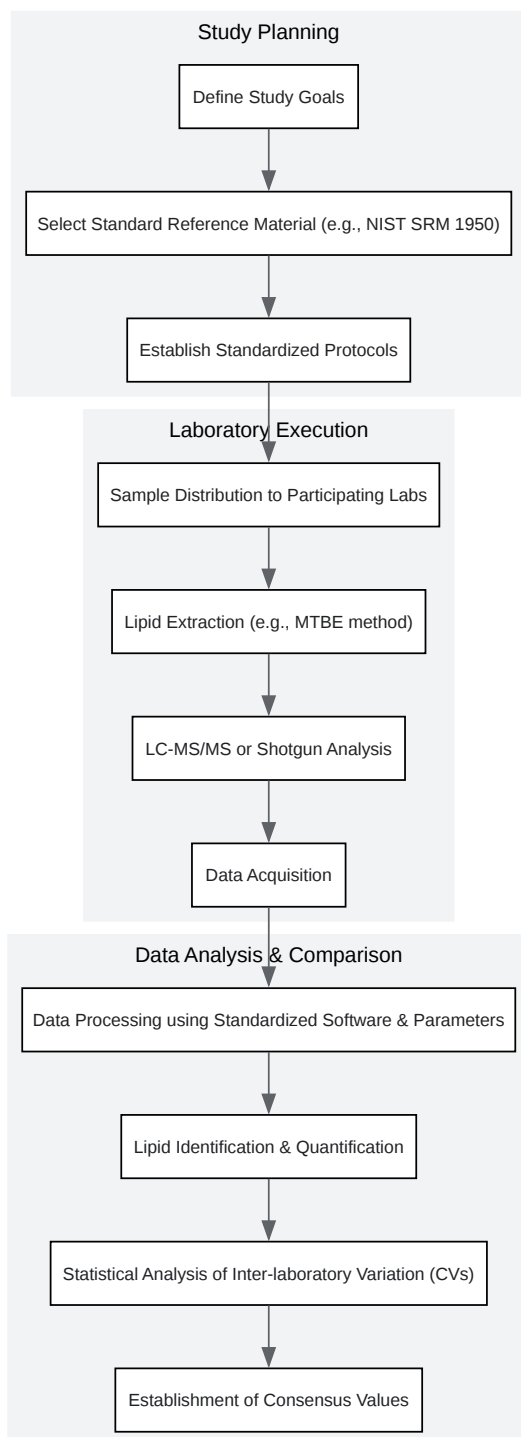 Study Planning
Define Study Goals
Select Standard Reference Material (e.g., NIST SRM 1950)
Establish Standardized Protocols
Laboratory Execution
Sample Distribution to Participating Labs
Lipid Extraction (e.g., MTBE method)
LC-MS/MS or Shotgun Analysis
Data Acquisition
Data Analysis & Comparison
Data Processing using Standardized Software & Parameters
Lipid Identification & Quantification
Statistical Analysis of Inter-laboratory Variation (CVs)
Establishment of Consensus Values